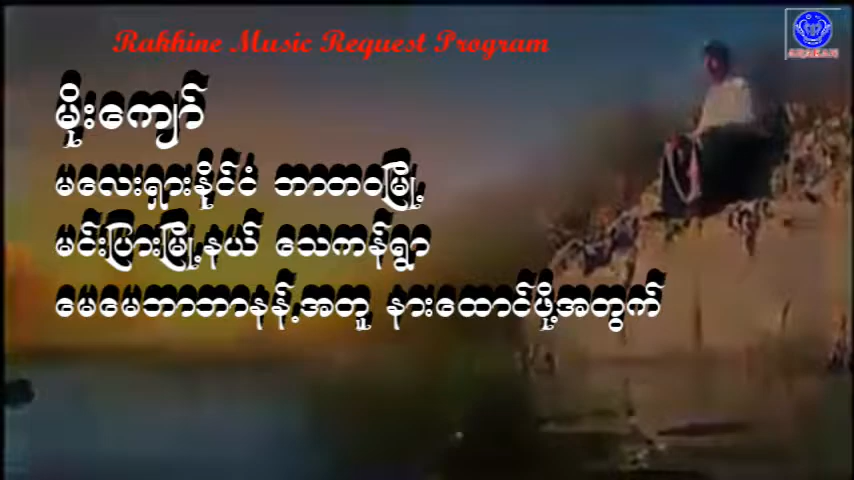 Rakhine Music Request Program
ARAKAN
မိုးကျော်
မလေးရှားနိုင်ငံ ဘာတဝမြို့
မင်းပြားမြို့နယ် သေကန်ရွာ
မေမေဘာဘာနန့်အတူ နားထောင်ဖို့အတွက်